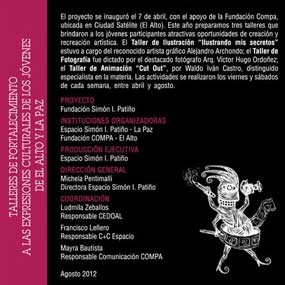 El proyecto se inauguró el 7 de abril, con el apoyo de la Fundación Compa,
ubicada en Ciudad Satélite (El Alto). Este año preparamos tres talleres que
brindaron a los jóvenes participantes atractivas oportunidades de creación y
recreación artística. El Taller de Ilustración "Ilustrando mis secretos"
estuvo a cargo del reconocido artista gráfico Alejandro Archondo; el Taller de
Fotografía fue dictado por el destacado fotógrafo Arq. Víctor Hugo Ordoñez;
el Taller de Animación "Cut Out", por Waldo Iván Castro, distinguido
especialista en la materia. Las actividades se realizaron los viernes y sábados
de cada semana, entre abril y agosto.
PROYECTO
Fundación Simón I. Patiño
INSTITUCIONES ORGANIZADORAS
Espacio Simón I. Patiño - La Paz
Fundación COMPA - El Alto
PRODUCCIÓN EJECUTIVA
Espacio Simón I. Patiño
DIRECCIÓN GENERAL
Michela Pentimalli
Directora Espacio Simón I. Patiño
COORDINACIÓN
Ludmila Zeballos
Responsable CEDOAL
Francisco Leñero
Responsable C+C Espacio
Mayra Bautista
Responsable Comunicación COMPA
Agosto 2012
TALLERES DE FORTALECIMIENTO
A LAS EXPRESIONES CULTURALES DE LOS JÓVENES
DE EL ALTO Y LA PAZ